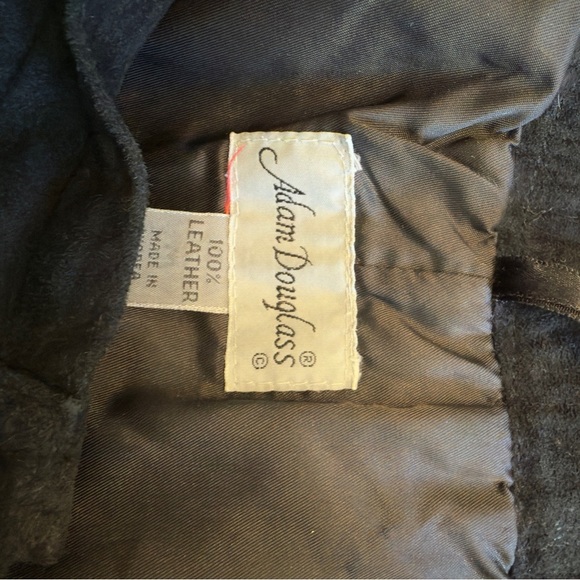 Adam Douglass ®
©
100%
LEATHER
MADE IN